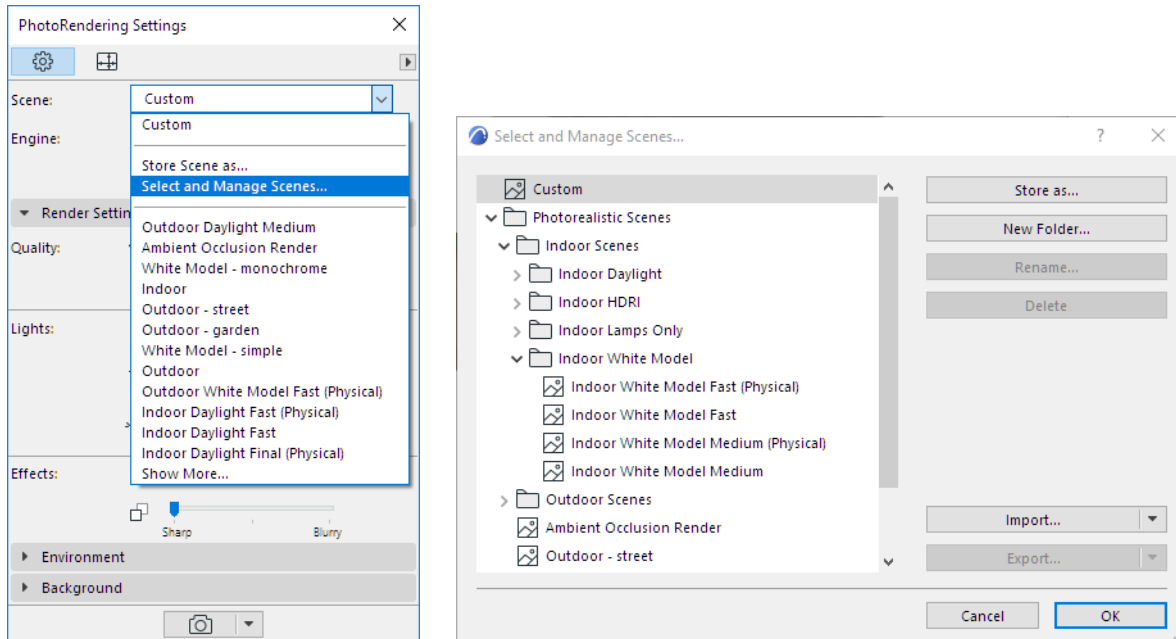 PhotoRendering Settings
Scene:
Custom
Custom
Engine:
Store Scene as...
Select and Manage Scenes...
Render Settin
Outdoor Daylight Medium
Quality:
Ambient Occlusion Render
White Model - monochrome
Indoor
Outdoor - street
Lights:
Outdoor - garden
White Model - simple
Outdoor
Outdoor White Model Fast (Physical)
Indoor Daylight Fast (Physical)
Indoor Daylight Fast
Indoor Daylight Final (Physical)
Effects:
Show More...
Sharp
Blurry
Environment
Background
Select and Manage Scenes...
?
Custom
Photorealistic Scenes
Indoor Scenes
Indoor Daylight
Indoor HDRI
Indoor Lamps Only
Indoor White Model
Indoor White Model Fast (Physical)
Indoor White Model Fast
Indoor White Model Medium (Physical)
Indoor White Model Medium
Outdoor Scenes
Ambient Occlusion Render
Outdoor - street
Store as...
New Folder...
Rename...
Delete
Import...
Export...
Cancel
OK